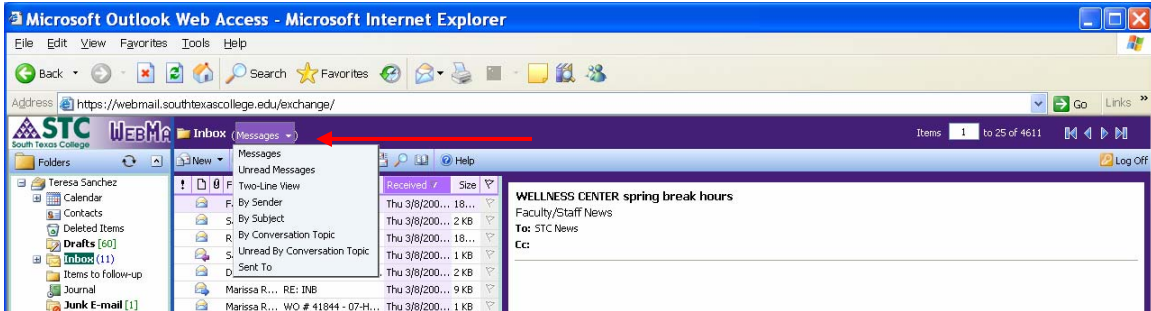 Microsoft Outlook Web Access - Microsoft Internet Explorer
File Edit View Favorites Tools Help
Back Search Favorites
Address https://webmail.southtexascollege.edu/exchange/ Go Links »
STC South Texas College WEBMA Inbox (Messages ) Items 1 to 25 of 4611
Folders New Help Log Off
Messages
Unread Messages
Two-Line View
By Sender
By Subject
By Conversation Topic
Unread By Conversation Topic
Sent To
Teresa Sanchez
Calendar
Contacts
Deleted Items
Drafts [60]
Inbox (11)
Items to follow-up
Journal
Junk E-mail [1]
! F Received Size
F Thu 3/8/200... 18...
S Thu 3/8/200... 2 KB
R Thu 3/8/200... 18...
S Thu 3/8/200... 1 KB
D Thu 3/8/200... 2 KB
Marissa R... RE: INB Thu 3/8/200... 9 KB
Marissa R... WO # 41844 - 07-H... Thu 3/8/200... 1 KB
WELLNESS CENTER spring break hours
Faculty/Staff News
To: STC News
Cc: